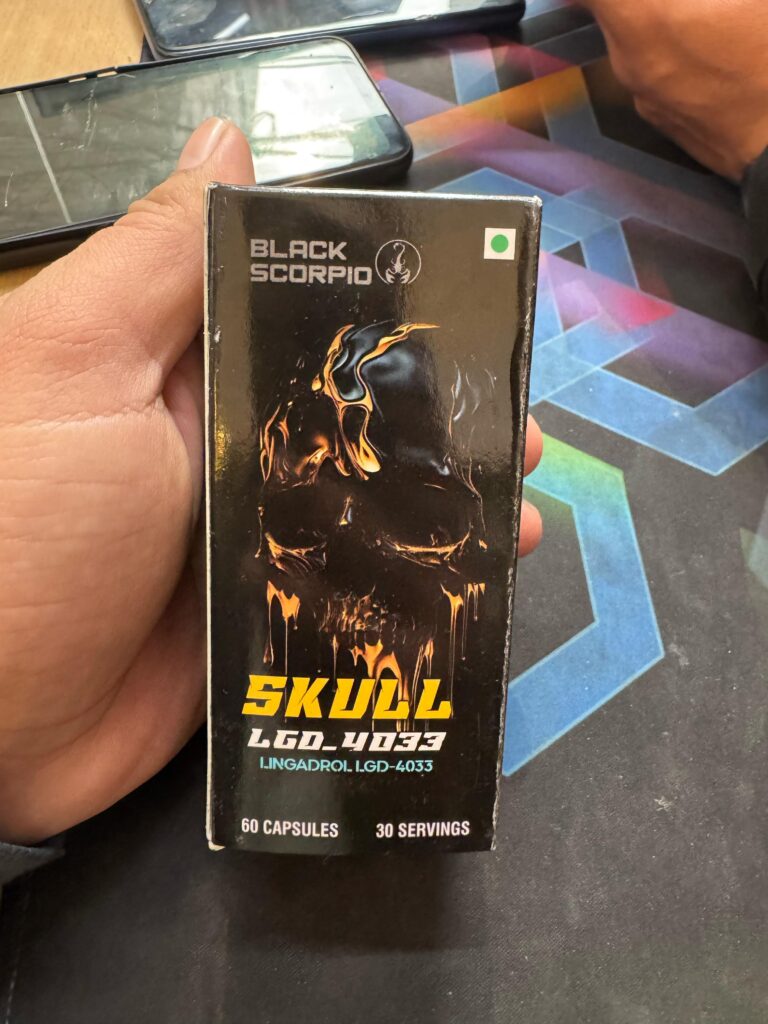 BLACK
SCORPIO
SKULL
LGD_4033
LINGADROL LGD-4033
60 CAPSULES 30 SERVINGS